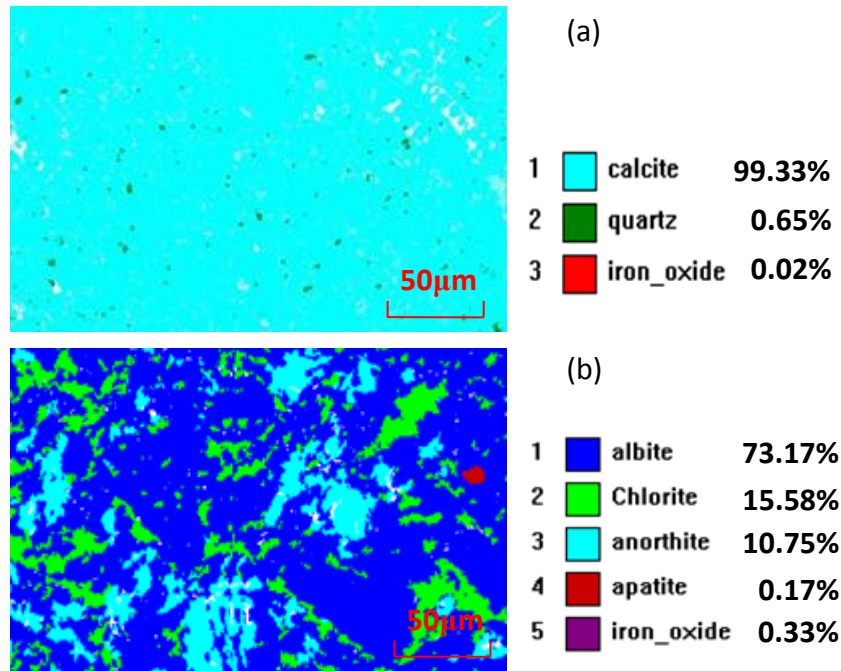 (a)
1 calcite 99.33%
2 quartz 0.65%
3 iron_oxide 0.02%
50μm
(b)
1 albite 73.17%
2 Chlorite 15.58%
3 anorthite 10.75%
4 apatite 0.17%
5 iron_oxide 0.33%
50μm